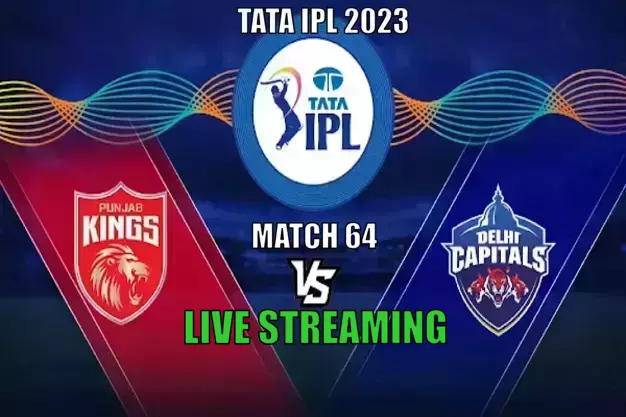 TATA IPL 2023
TATA
IPL
PUNJAB
KINGS
MATCH 64
VS
DELHI
CAPITALS
LIVE STREAMING